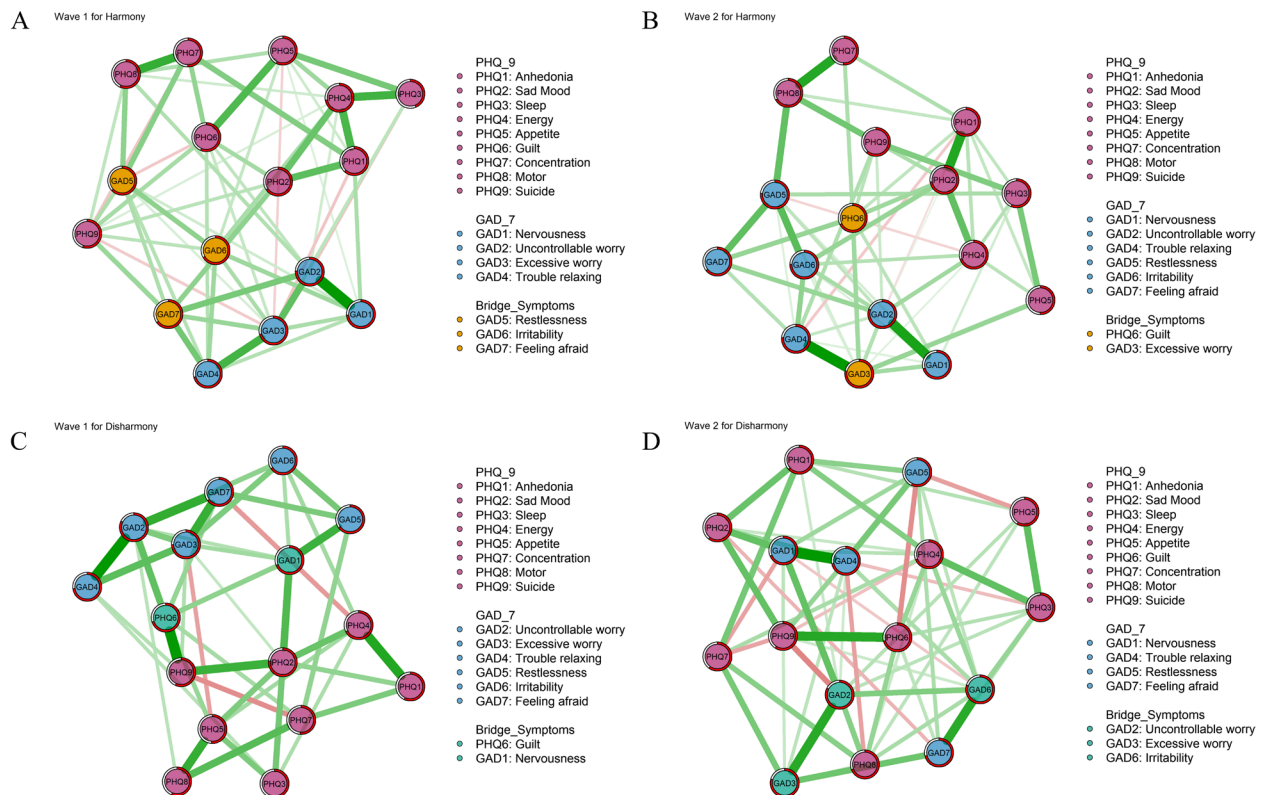 A
Wave 1 for Harmony
PHQ7
PHQ5
PHQ8
PHQ4
PHQ3
PHQ6
PHQ1
GAD5
PHQ2
PHQ9
GAD6
GAD2
GAD7
GAD1
GAD3
GAD4
PHQ_9
PHQ1: Anhedonia
PHQ2: Sad Mood
PHQ3: Sleep
PHQ4: Energy
PHQ5: Appetite
PHQ6: Guilt
PHQ7: Concentration
PHQ8: Motor
PHQ9: Suicide
GAD_7
GAD1: Nervousness
GAD2: Uncontrollable worry
GAD3: Excessive worry
GAD4: Trouble relaxing
Bridge_Symptoms
GAD5: Restlessness
GAD6: Irritability
GAD7: Feeling afraid
B
Wave 2 for Harmony
PHQ7
PHQ8
PHQ1
PHQ9
PHQ2
GAD5
PHQ3
PHQ6
PHQ4
GAD7
GAD6
PHQ5
GAD2
GAD4
GAD1
GAD3
PHQ_9
PHQ1: Anhedonia
PHQ2: Sad Mood
PHQ3: Sleep
PHQ4: Energy
PHQ5: Appetite
PHQ7: Concentration
PHQ8: Motor
PHQ9: Suicide
GAD_7
GAD1: Nervousness
GAD2: Uncontrollable worry
GAD4: Trouble relaxing
GAD5: Restlessness
GAD6: Irritability
GAD7: Feeling afraid
Bridge_Symptoms
PHQ6: Guilt
GAD3: Excessive worry
C
Wave 1 for Disharmony
GAD6
GAD7
GAD2
GAD5
GAD3
GAD1
GAD4
PHQ6
PHQ4
PHQ2
PHQ9
PHQ1
PHQ7
PHQ5
PHQ8
PHQ3
PHQ_9
PHQ1: Anhedonia
PHQ2: Sad Mood
PHQ3: Sleep
PHQ4: Energy
PHQ5: Appetite
PHQ7: Concentration
PHQ8: Motor
PHQ9: Suicide
GAD_7
GAD2: Uncontrollable worry
GAD3: Excessive worry
GAD4: Trouble relaxing
GAD5: Restlessness
GAD6: Irritability
GAD7: Feeling afraid
Bridge_Symptoms
PHQ6: Guilt
GAD1: Nervousness
D
Wave 2 for Disharmony
PHQ1
GAD5
PHQ5
PHQ2
GAD1
GAD4
PHQ4
PHQ3
PHQ9
PHQ6
PHQ7
GAD2
GAD6
GAD7
PHQ8
GAD3
PHQ_9
PHQ1: Anhedonia
PHQ2: Sad Mood
PHQ3: Sleep
PHQ4: Energy
PHQ5: Appetite
PHQ6: Guilt
PHQ7: Concentration
PHQ8: Motor
PHQ9: Suicide
GAD_7
GAD1: Nervousness
GAD4: Trouble relaxing
GAD5: Restlessness
GAD7: Feeling afraid
Bridge_Symptoms
GAD2: Uncontrollable worry
GAD3: Excessive worry
GAD6: Irritability